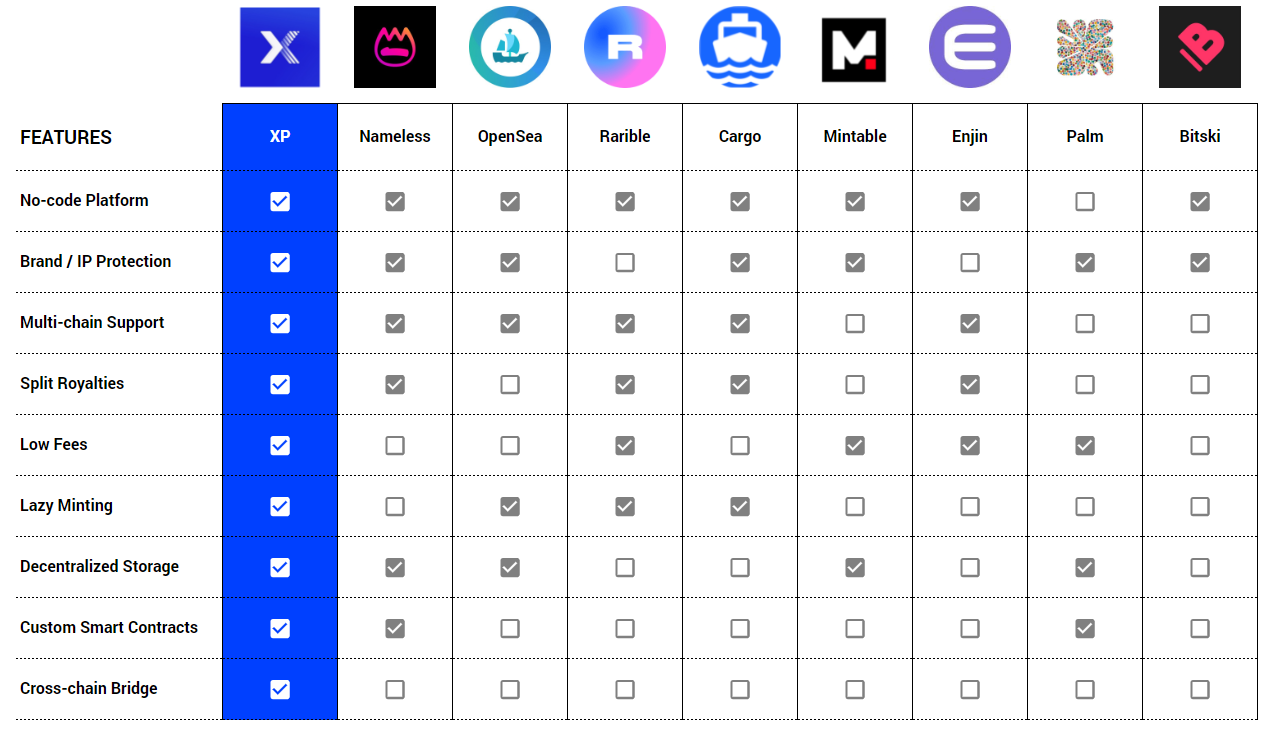 X
R
M
FEATURES XP Nameless OpenSea Rarible Cargo Mintable Enjin Palm Bitski
No-code Platform
Brand / IP Protection
Multi-chain Support
Split Royalties
Low Fees
Lazy Minting
Decentralized Storage
Custom Smart Contracts
Cross-chain Bridge